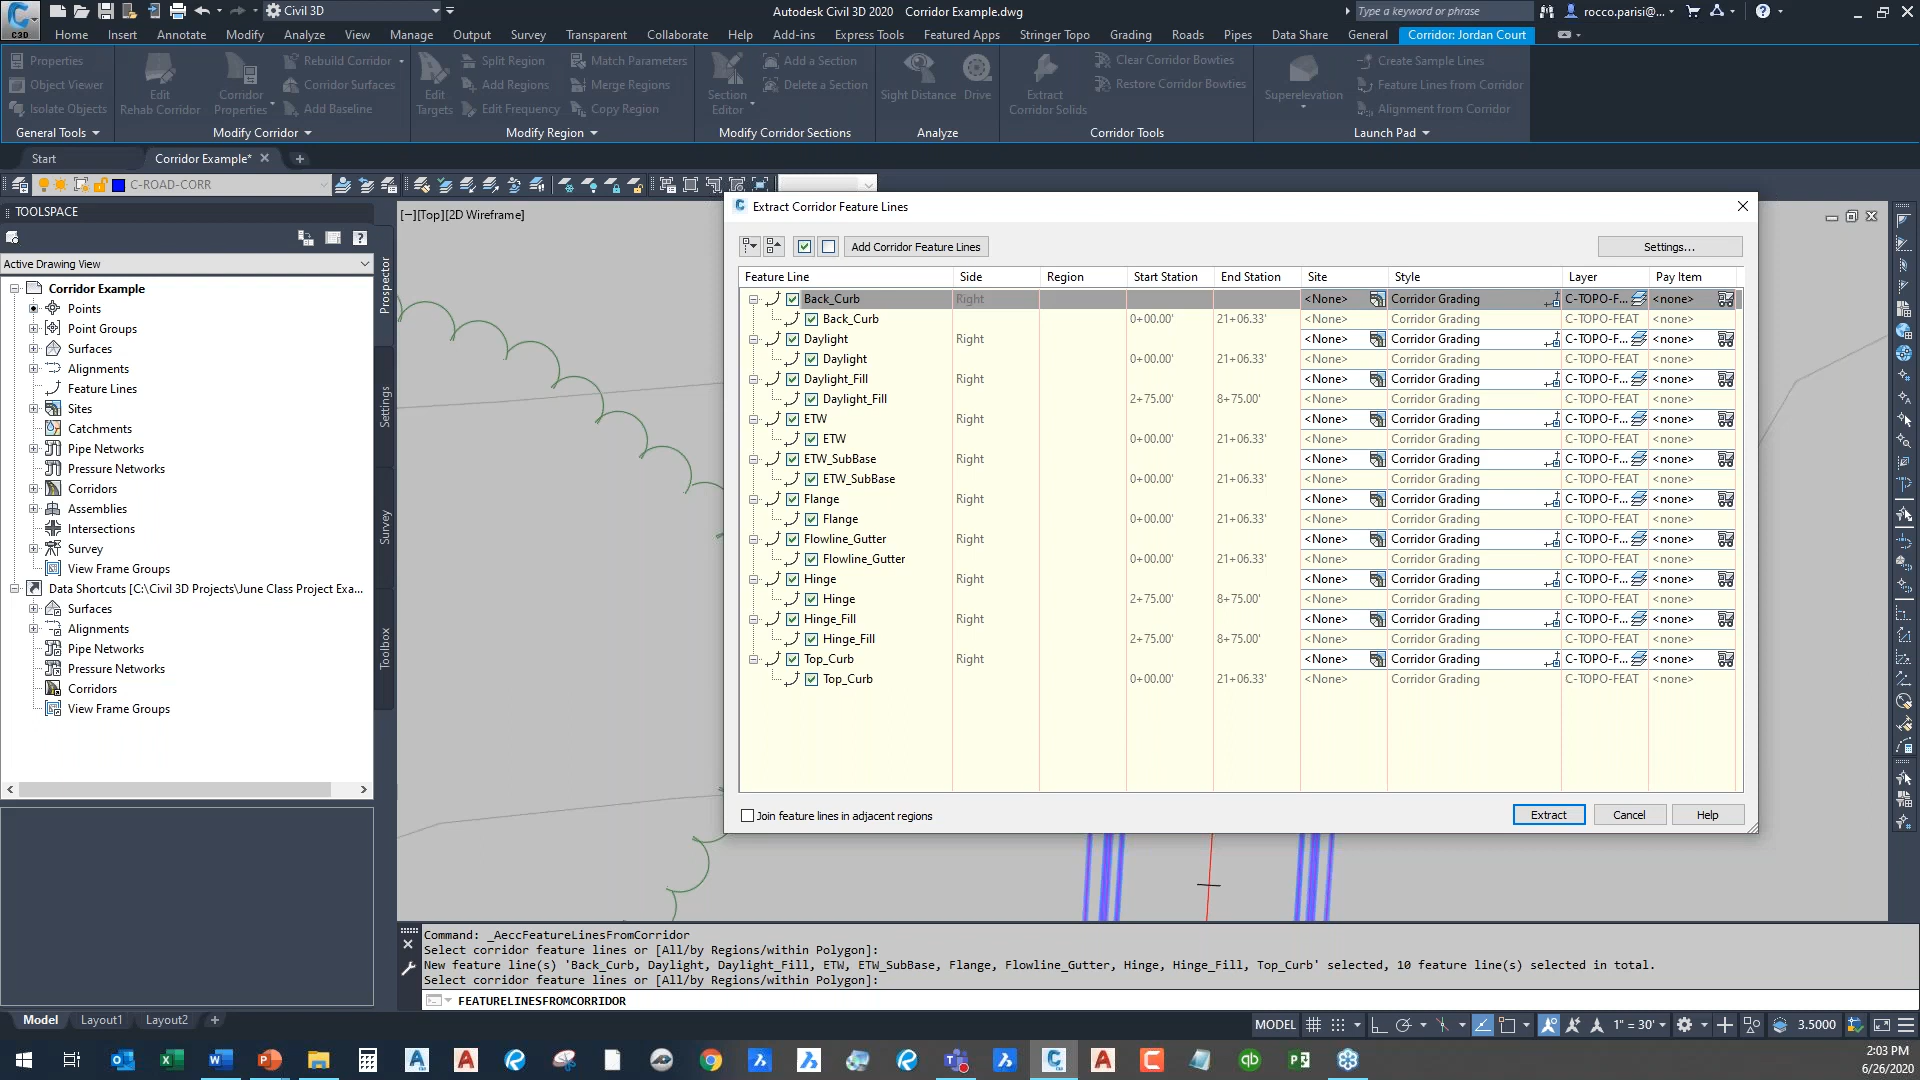 Civil 3D
Autodesk Civil 3D 2020 Corridor Example.dwg
Type a keyword or phrase
rocco.parisi@...
C3D
Home Insert Annotate Modify Analyze View Manage Output Survey Transparent Collaborate Help Add-ins Express Tools Featured Apps Stringer Topo Grading Roads Pipes Data Share General Corridor: Jordan Court
Properties
Object Viewer
Isolate Objects
General Tools
Edit
Rehab Corridor
Corridor
Properties
Rebuild Corridor
Corridor Surfaces
Add Baseline
Modify Corridor
Edit
Targets
Split Region
Add Regions
Edit Frequency
Match Parameters
Merge Regions
Copy Region
Modify Region
Section
Editor
Add a Section
Delete a Section
Modify Corridor Sections
Sight Distance
Drive
Analyze
Extract
Corridor Solids
Clear Corridor Bowties
Restore Corridor Bowties
Corridor Tools
Superelevation
Create Sample Lines
Feature Lines from Corridor
Alignment from Corridor
Launch Pad
Start
Corridor Example*
C-ROAD-CORR
TOOLSPACE
Active Drawing View
Corridor Example
Points
Point Groups
Surfaces
Alignments
Feature Lines
Sites
Catchments
Pipe Networks
Pressure Networks
Corridors
Assemblies
Intersections
Survey
View Frame Groups
Data Shortcuts [C:\Civil 3D Projects\June Class Project Exa...
Surfaces
Alignments
Pipe Networks
Pressure Networks
Corridors
View Frame Groups
Prospector
Settings
Survey
Toolbox
[−][Top][2D Wireframe]
Extract Corridor Feature Lines
Add Corridor Feature Lines
Settings...
Feature Line Side Region Start Station End Station Site Style Layer Pay Item
Back_Curb Right <None> Corridor Grading C-TOPO-F... <none>
Back_Curb 0+00.00' 21+06.33' <None> Corridor Grading C-TOPO-FEAT <none>
Daylight Right <None> Corridor Grading C-TOPO-F... <none>
Daylight 0+00.00' 21+06.33' <None> Corridor Grading C-TOPO-FEAT <none>
Daylight_Fill Right <None> Corridor Grading C-TOPO-F... <none>
Daylight_Fill 2+75.00' 8+75.00' <None> Corridor Grading C-TOPO-FEAT <none>
ETW Right <None> Corridor Grading C-TOPO-F... <none>
ETW 0+00.00' 21+06.33' <None> Corridor Grading C-TOPO-FEAT <none>
ETW_SubBase Right <None> Corridor Grading C-TOPO-F... <none>
ETW_SubBase 0+00.00' 21+06.33' <None> Corridor Grading C-TOPO-FEAT <none>
Flange Right <None> Corridor Grading C-TOPO-F... <none>
Flange 0+00.00' 21+06.33' <None> Corridor Grading C-TOPO-FEAT <none>
Flowline_Gutter Right <None> Corridor Grading C-TOPO-F... <none>
Flowline_Gutter 0+00.00' 21+06.33' <None> Corridor Grading C-TOPO-FEAT <none>
Hinge Right <None> Corridor Grading C-TOPO-F... <none>
Hinge 2+75.00' 8+75.00' <None> Corridor Grading C-TOPO-FEAT <none>
Hinge_Fill Right <None> Corridor Grading C-TOPO-F... <none>
Hinge_Fill 2+75.00' 8+75.00' <None> Corridor Grading C-TOPO-FEAT <none>
Top_Curb Right <None> Corridor Grading C-TOPO-F... <none>
Top_Curb 0+00.00' 21+06.33' <None> Corridor Grading C-TOPO-FEAT <none>
Join feature lines in adjacent regions
Extract Cancel Help
Command: _AeccFeatureLinesFromCorridor
Select corridor feature lines or [All/by Regions/within Polygon]:
New feature line(s) 'Back_Curb, Daylight, Daylight_Fill, ETW, ETW_SubBase, Flange, Flowline_Gutter, Hinge, Hinge_Fill, Top_Curb' selected, 10 feature line(s) selected in total.
Select corridor feature lines or [All/by Regions/within Polygon]:
FEATURELINESFROMCORRIDOR
Model Layout1 Layout2
MODEL 1" = 30' 3.5000
2:03 PM
6/26/2020